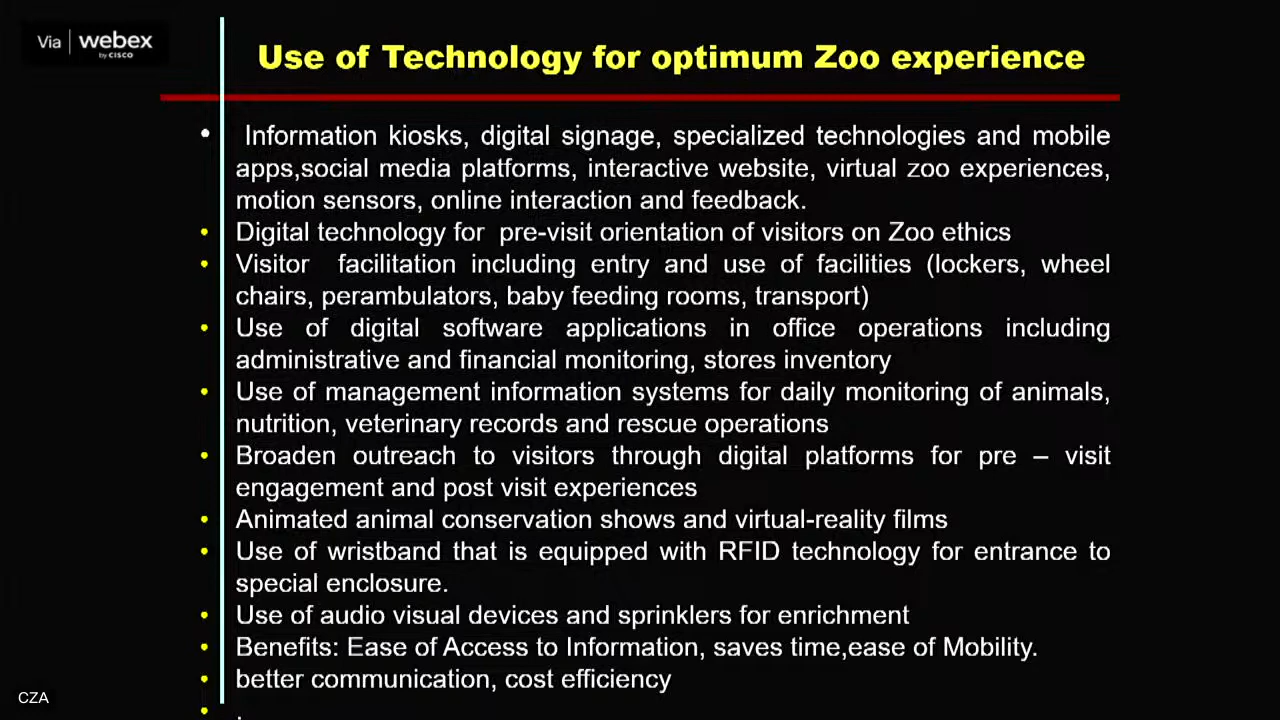 Via webex
by CISCO
Use of Technology for optimum Zoo experience
• Information kiosks, digital signage, specialized technologies and mobile
apps,social media platforms, interactive website, virtual zoo experiences,
motion sensors, online interaction and feedback.
• Digital technology for pre-visit orientation of visitors on Zoo ethics
• Visitor facilitation including entry and use of facilities (lockers, wheel
chairs, perambulators, baby feeding rooms, transport)
• Use of digital software applications in office operations including
administrative and financial monitoring, stores inventory
• Use of management information systems for daily monitoring of animals,
nutrition, veterinary records and rescue operations
• Broaden outreach to visitors through digital platforms for pre – visit
engagement and post visit experiences
• Animated animal conservation shows and virtual-reality films
• Use of wristband that is equipped with RFID technology for entrance to
special enclosure.
• Use of audio visual devices and sprinklers for enrichment
• Benefits: Ease of Access to Information, saves time,ease of Mobility.
• better communication, cost efficiency
• .
CZA